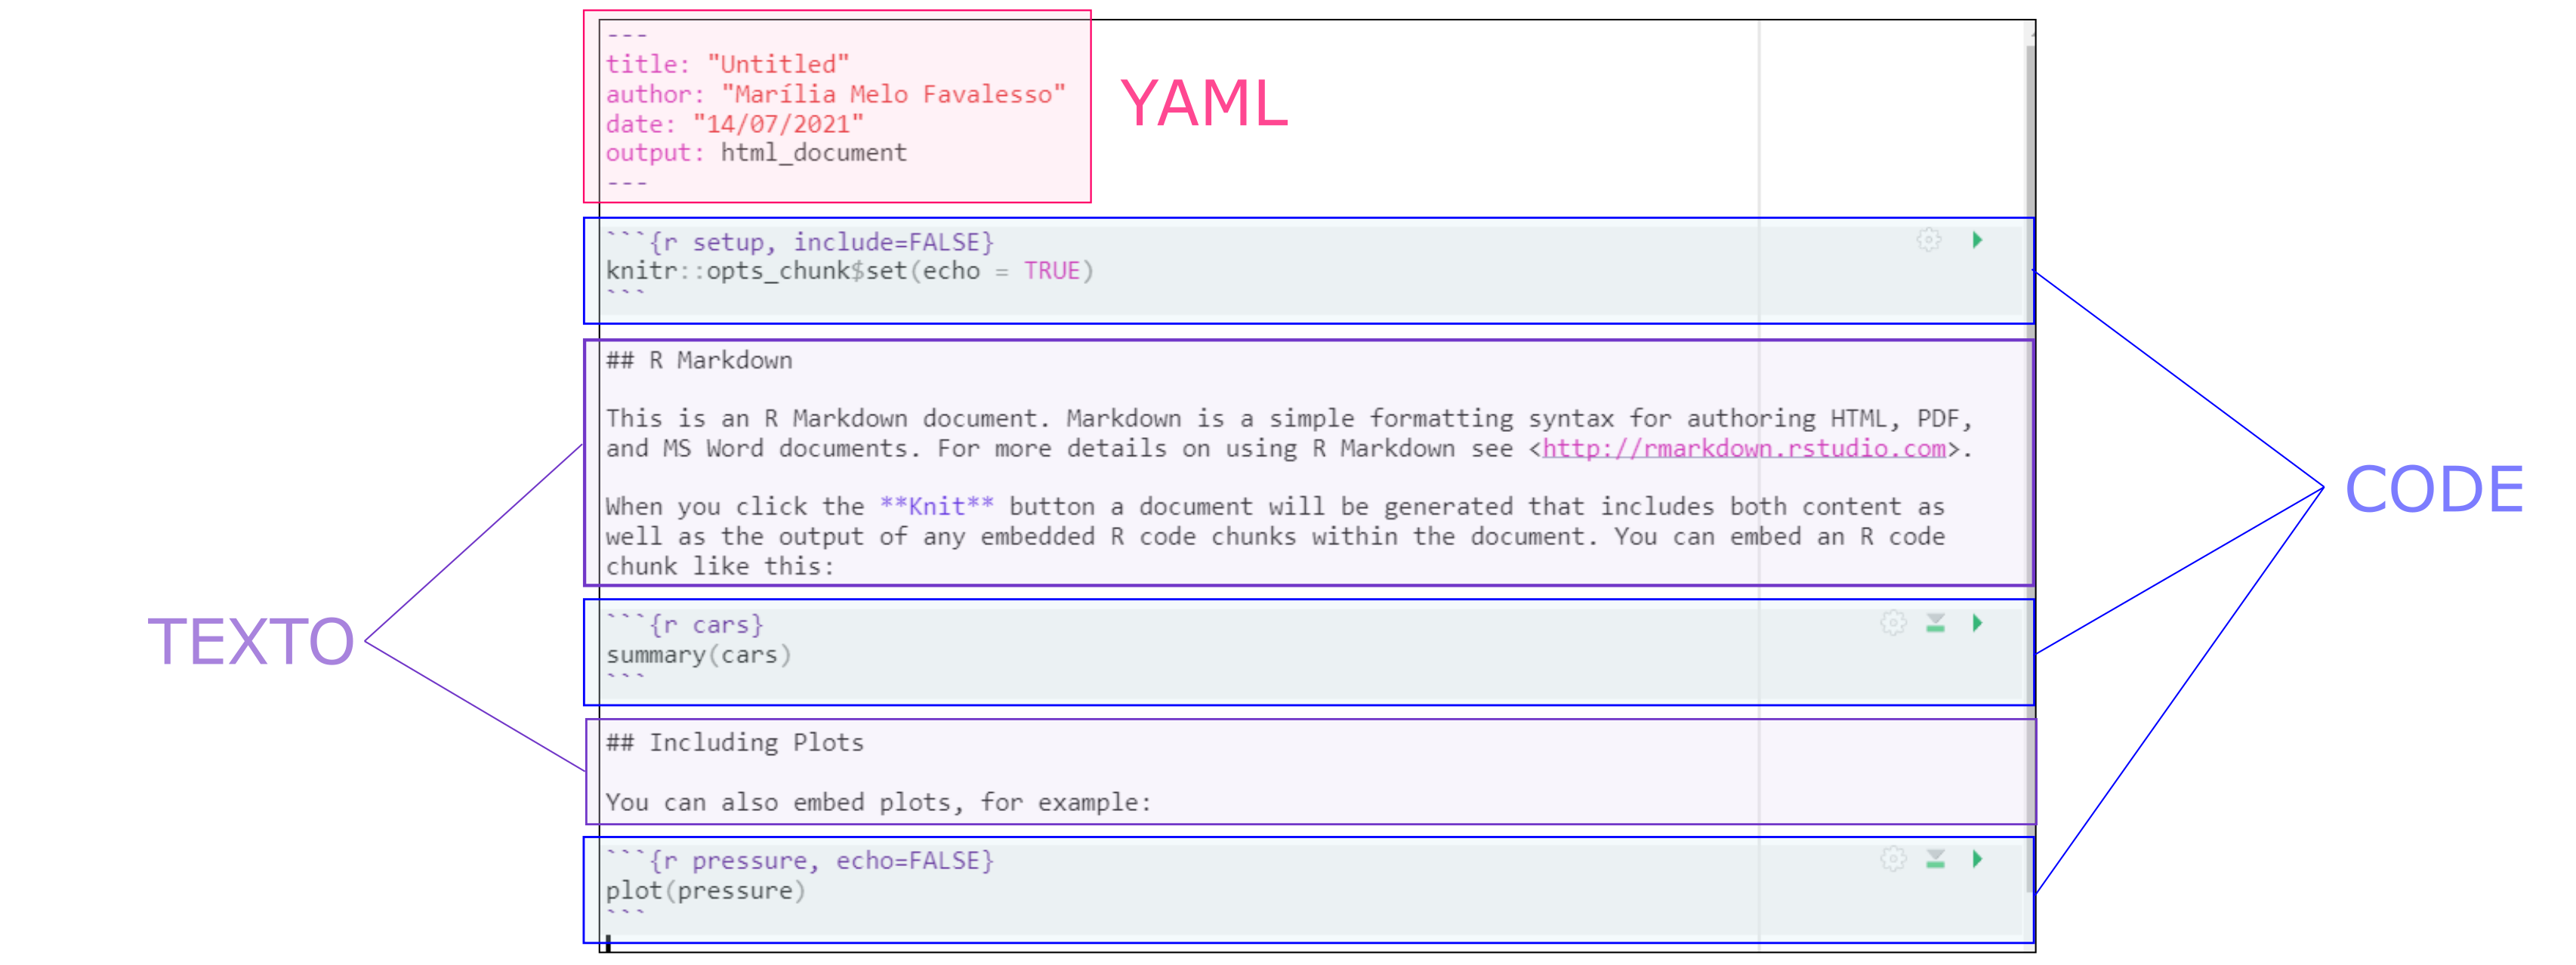 ---
title: "Untitled"
author: "Marília Melo Favalesso"
date: "14/07/2021"
output: html_document
---
YAML
```{r setup, include=FALSE}
knitr::opts_chunk$set(echo = TRUE)
```
## R Markdown
This is an R Markdown document. Markdown is a simple formatting syntax for authoring HTML, PDF,
and MS Word documents. For more details on using R Markdown see <http://rmarkdown.rstudio.com>.
When you click the **Knit** button a document will be generated that includes both content as
well as the output of any embedded R code chunks within the document. You can embed an R code
chunk like this:
```{r cars}
summary(cars)
```
## Including Plots
You can also embed plots, for example:
```{r pressure, echo=FALSE}
plot(pressure)
```
TEXTO
CODE